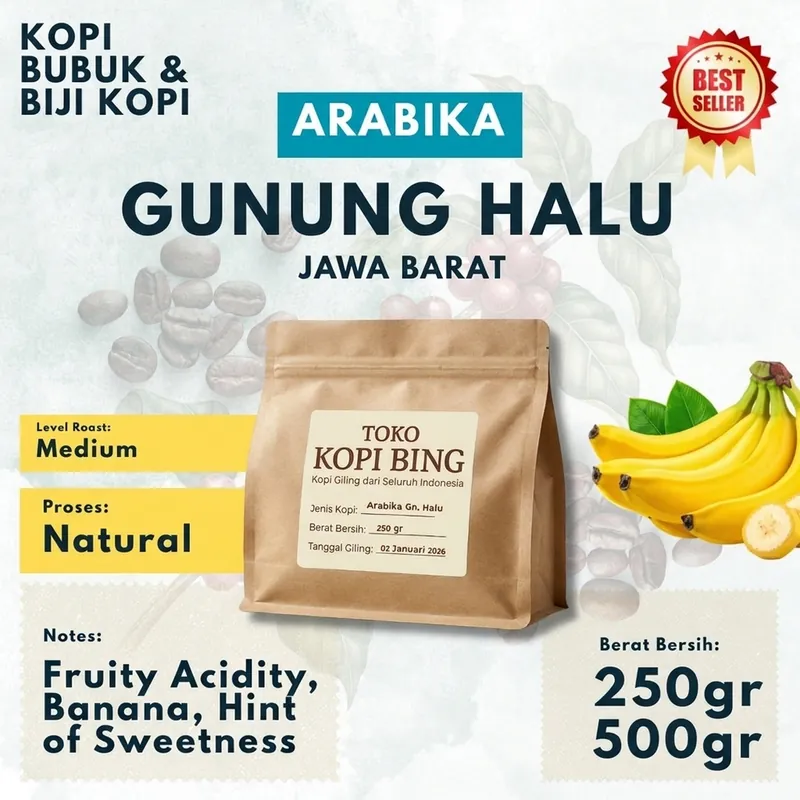 KOPI
BUBUK &
BIJI KOPI
BEST
SELLER
ARABIKA
GUNUNG HALU
JAWA BARAT
Level Roast:
Medium
Proses:
Natural
TOKO
KOPI BING
Kopi Giling dari Seluruh Indonesia
Jenis Kopi: Arabika Gn. Halu
Berat Bersih: 250 gr
Tanggal Giling: 02 Januari 2026
Notes:
Fruity Acidity,
Banana, Hint
of Sweetness
Berat Bersih:
250gr
500gr